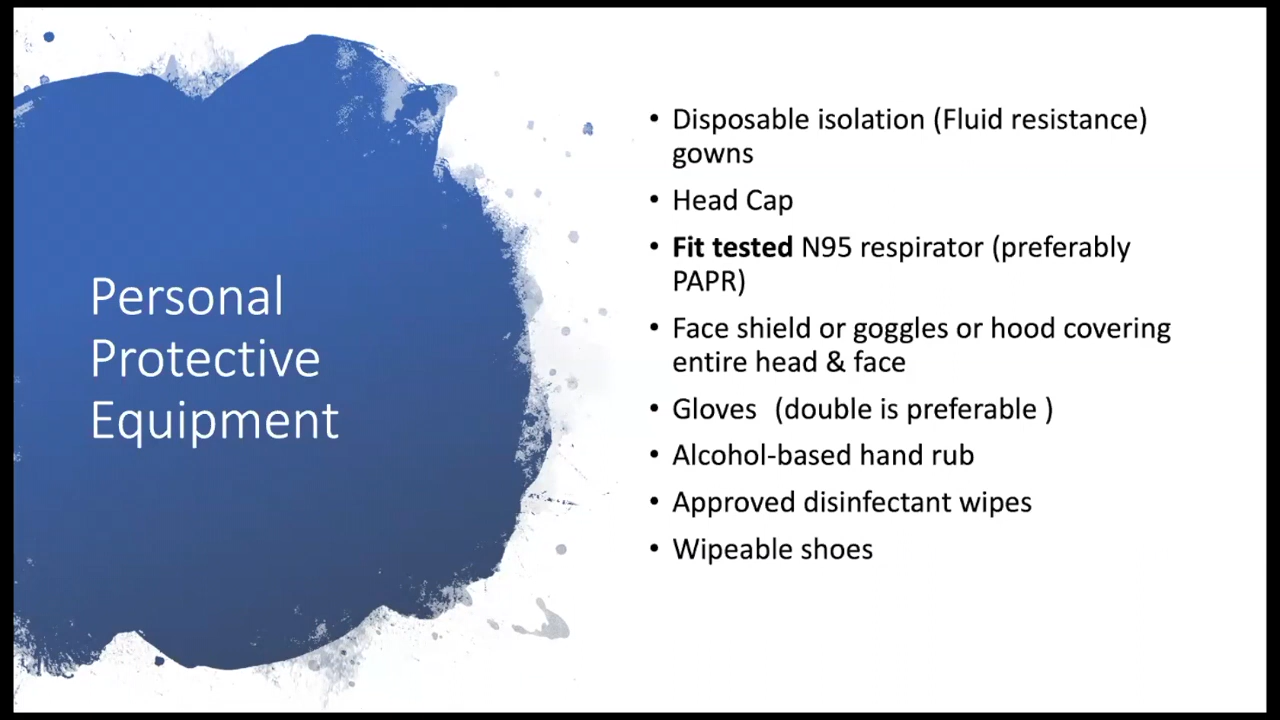 Personal
Protective
Equipment
• Disposable isolation (Fluid resistance)
gowns
• Head Cap
• Fit tested N95 respirator (preferably
PAPR)
• Face shield or goggles or hood covering
entire head & face
• Gloves  (double is preferable )
• Alcohol-based hand rub
• Approved disinfectant wipes
• Wipeable shoes